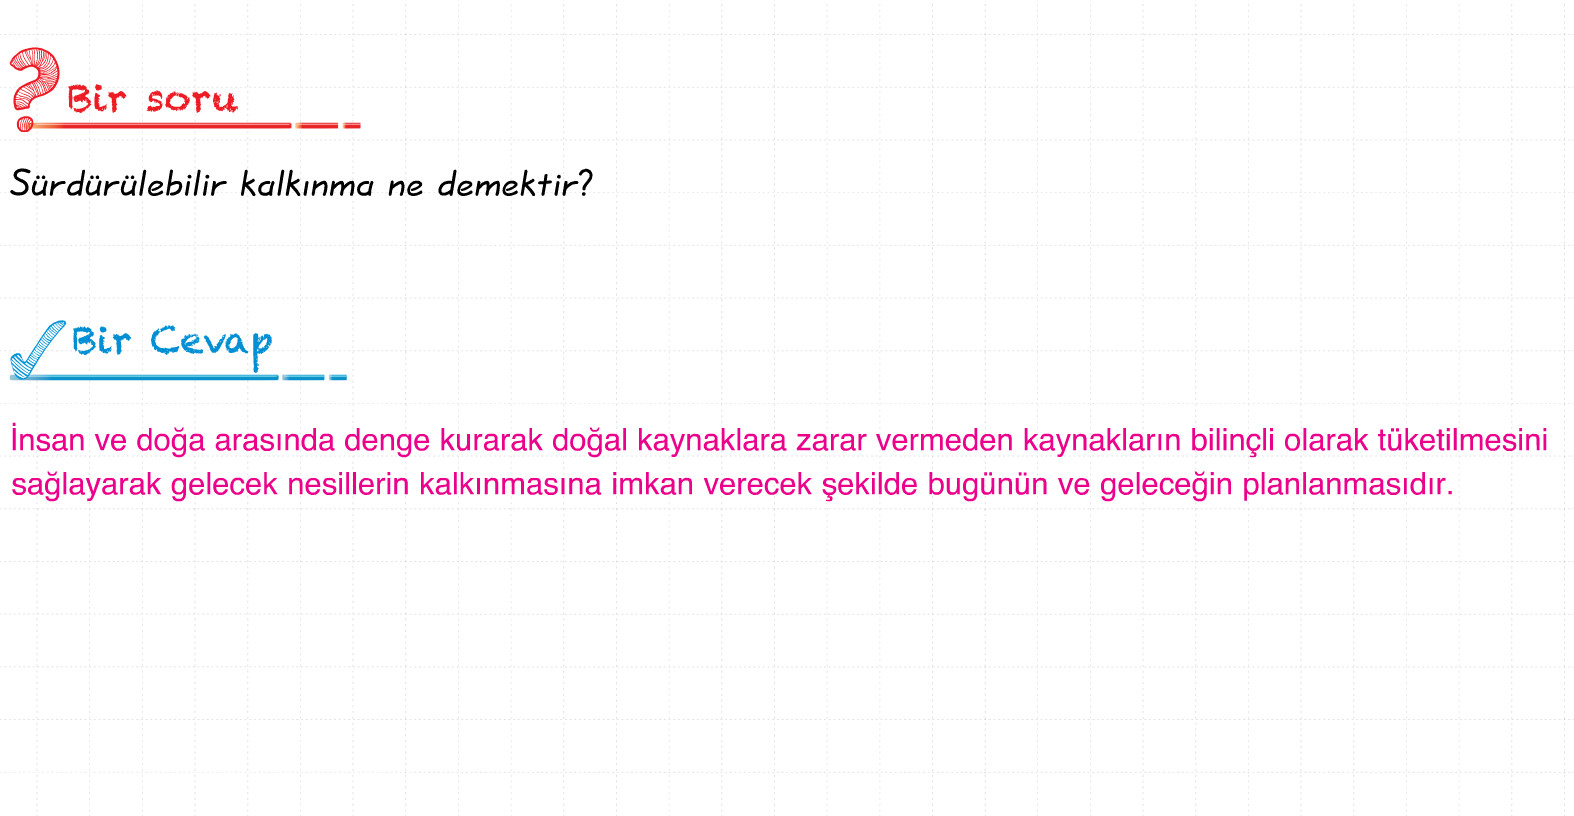 Bir soru
Sürdürülebilir kalkınma ne demektir?
Bir Cevap
İnsan ve doğa arasında denge kurarak doğal kaynaklara zarar vermeden kaynakların bilinçli olarak tüketilmesini
sağlayarak gelecek nesillerin kalkınmasına imkan verecek şekilde bugünün ve geleceğin planlanmasıdır.